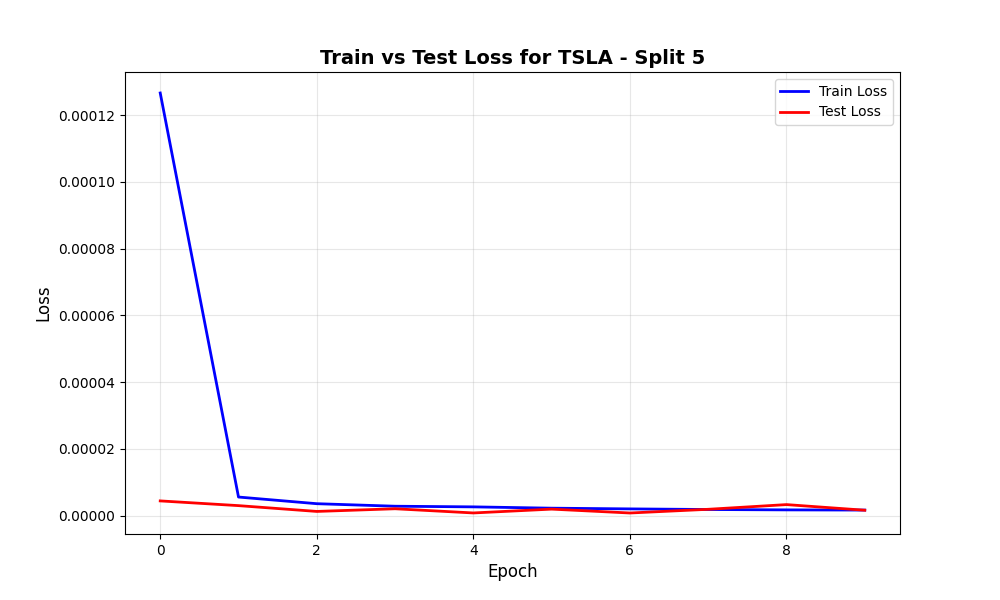 Train vs Test Loss for TSLA - Split 5
Train Loss
Test Loss
0.00012
0.00010
0.00008
0.00006
0.00004
0.00002
0.00000
Loss
0 2 4 6 8
Epoch